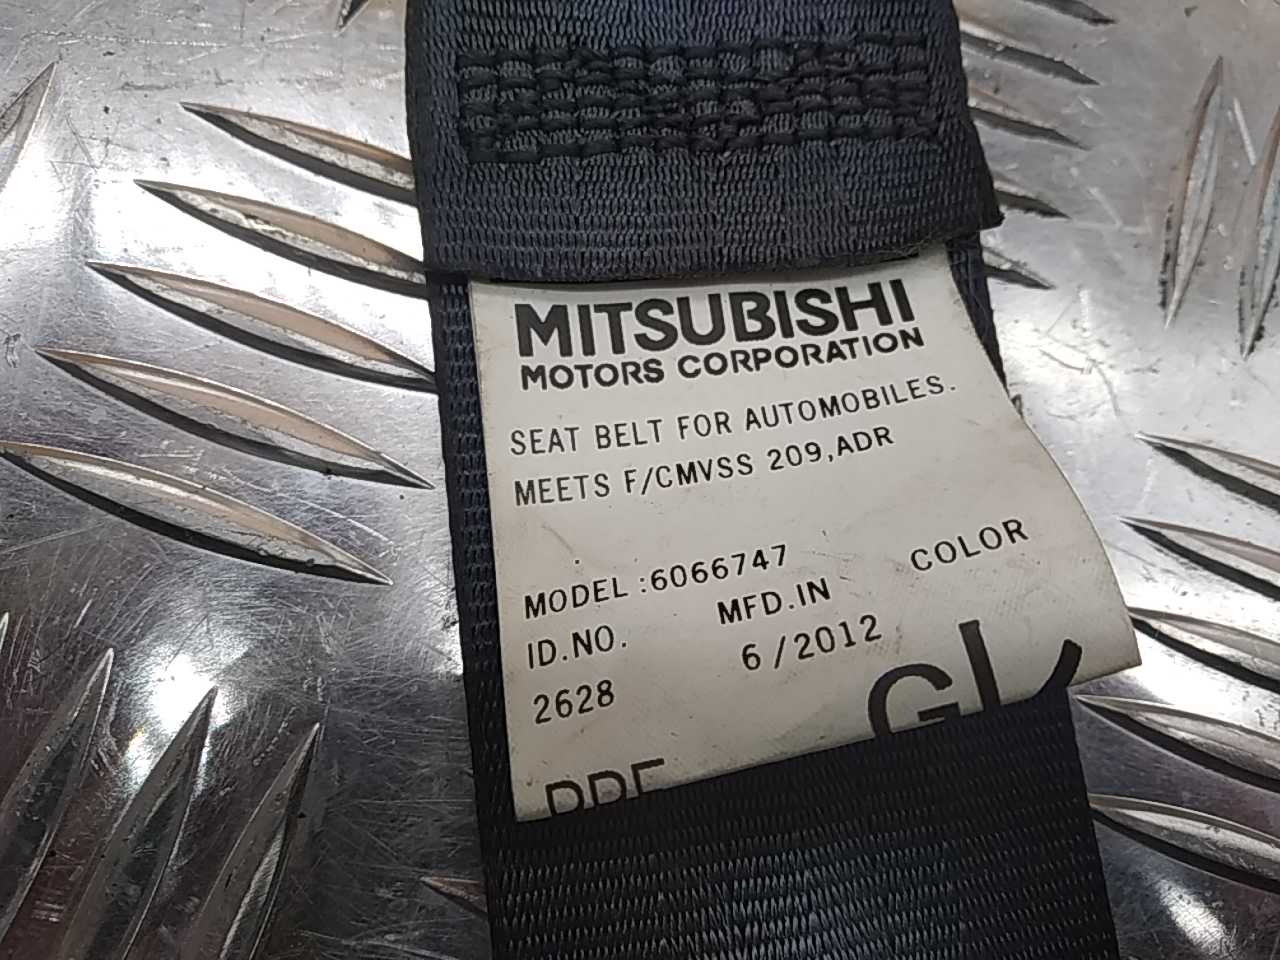 MITSUBISHI
MOTORS CORPORATION
SEAT BELT FOR AUTOMOBILES.
MEETS F/CMVSS 209,ADR
MODEL :6066747
ID.NO. MFD.IN COLOR
2628 6/2012